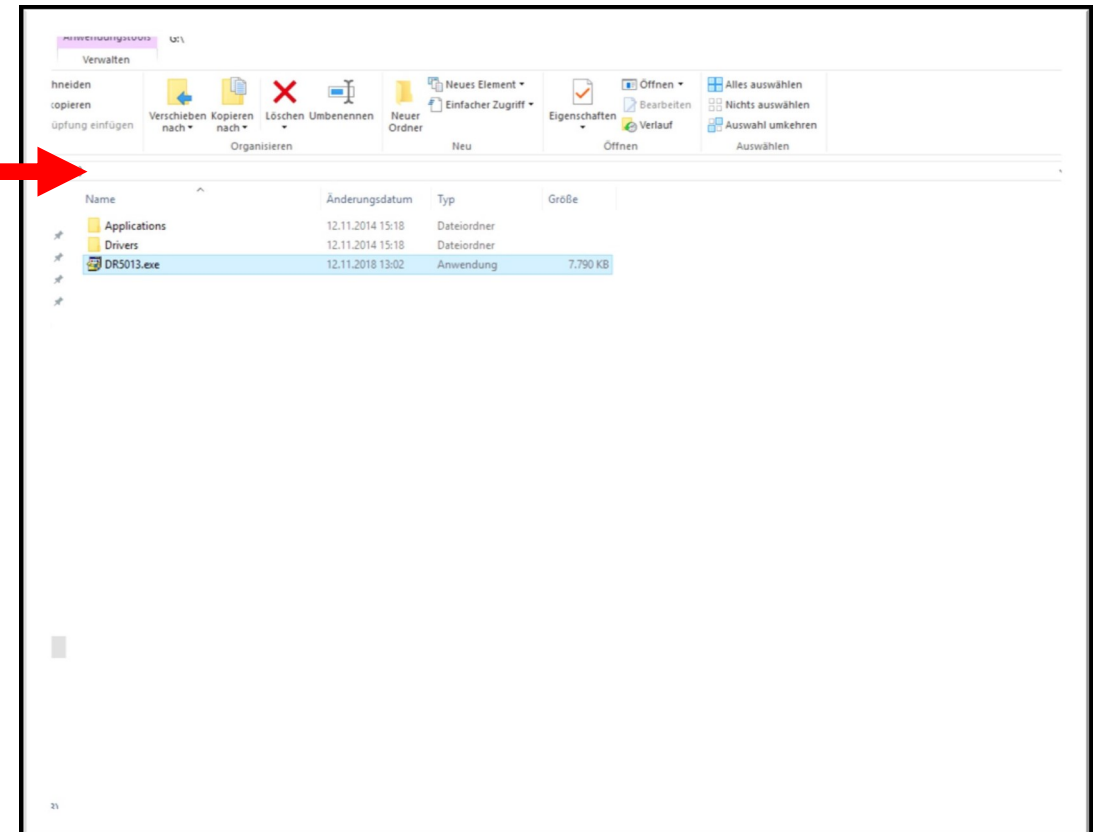 Anwendungstools G:\
Verwalten
hneiden
kopieren
üpfung einfügen
Verschieben nach
Kopieren nach
Löschen
Umbenennen
Organisieren
Neuer Ordner
Neues Element
Einfacher Zugriff
Neu
Eigenschaften
Öffnen
Bearbeiten
Verlauf
Öffnen
Alles auswählen
Nichts auswählen
Auswahl umkehren
Auswählen
Name Änderungsdatum Typ Größe
Applications 12.11.2014 15:18 Dateiordner
Drivers 12.11.2014 15:18 Dateiordner
DR5013.exe 12.11.2018 13:02 Anwendung 7.790 KB